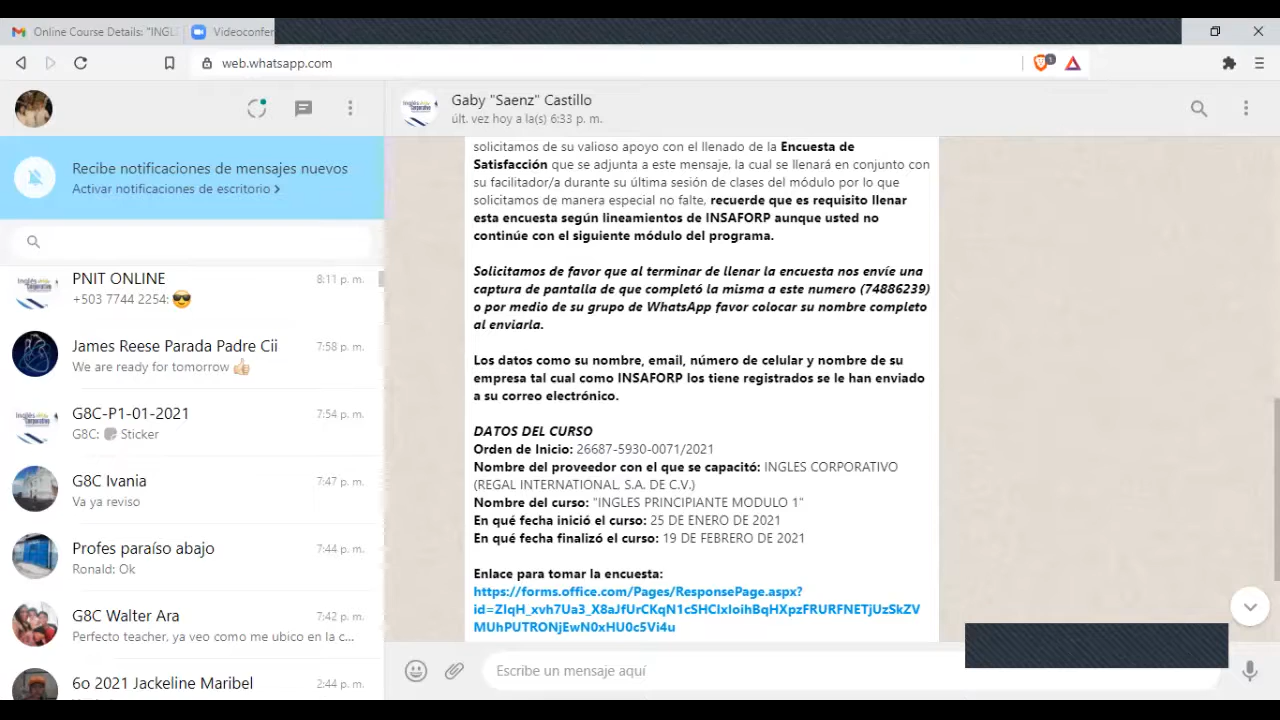 Online Course Details: "INGL
Videoconfer
web.whatsapp.com
1
Gaby "Saenz" Castillo
últ. vez hoy a la(s) 6:33 p. m.
Recibe notificaciones de mensajes nuevos
Activar notificaciones de escritorio
PNIT ONLINE
8:11 p. m.
+503 7744 2254: 😎
James Reese Parada Padre Cii
7:58 p. m.
We are ready for tomorrow 👍🏻
G8C-P1-01-2021
7:54 p. m.
G8C: Sticker
G8C Ivania
7:47 p. m.
Va ya reviso
Profes paraíso abajo
7:44 p. m.
Ronald: Ok
G8C Walter Ara
7:42 p. m.
Perfecto teacher, ya veo como me ubico en la c...
6o 2021 Jackeline Maribel
2:44 p. m.
solicitamos de su valioso apoyo con el llenado de la Encuesta de
Satisfacción que se adjunta a este mensaje, la cual se llenará en conjunto con
su facilitador/a durante su última sesión de clases del módulo por lo que
solicitamos de manera especial no falte, recuerde que es requisito llenar
esta encuesta según lineamientos de INSAFORP aunque usted no
continúe con el siguiente módulo del programa.
Solicitamos de favor que al terminar de llenar la encuesta nos envíe una
captura de pantalla de que completó la misma a este numero (74886239)
o por medio de su grupo de WhatsApp favor colocar su nombre completo
al enviarla.
Los datos como su nombre, email, número de celular y nombre de su
empresa tal cual como INSAFORP los tiene registrados se le han enviado
a su correo electrónico.
DATOS DEL CURSO
Orden de Inicio: 26687-5930-0071/2021
Nombre del proveedor con el que se capacitó: INGLES CORPORATIVO
(REGAL INTERNATIONAL, S.A. DE C.V.)
Nombre del curso: "INGLES PRINCIPIANTE MODULO 1"
En qué fecha inició el curso: 25 DE ENERO DE 2021
En qué fecha finalizó el curso: 19 DE FEBRERO DE 2021
Enlace para tomar la encuesta:
https://forms.office.com/Pages/ResponsePage.aspx?
id=ZIqH_xvh7Ua3_X8aJfUrCKqN1cSHClxIoihBqHXpzFRURFNETjUzSkZV
MUhPUTRONjEwN0xHU0c5Vi4u
Escribe un mensaje aquí